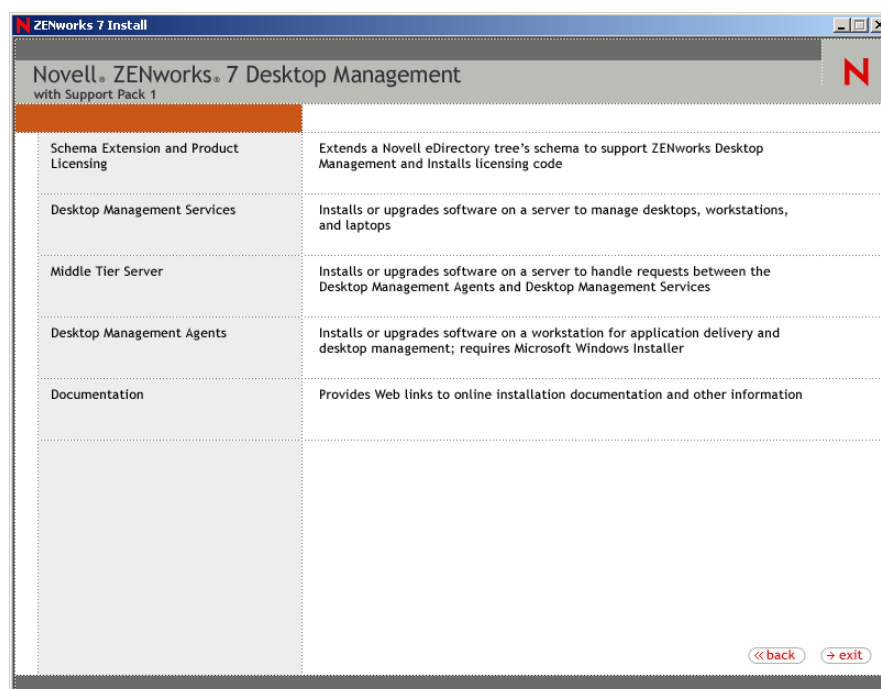 ZENworks 7 Install
Novell® ZENworks® 7 Desktop Management
with Support Pack 1
N
Schema Extension and Product
Licensing
Extends a Novell eDirectory tree's schema to support ZENworks Desktop
Management and Installs licensing code
Desktop Management Services
Installs or upgrades software on a server to manage desktops, workstations,
and laptops
Middle Tier Server
Installs or upgrades software on a server to handle requests between the
Desktop Management Agents and Desktop Management Services
Desktop Management Agents
Installs or upgrades software on a workstation for application delivery and
desktop management; requires Microsoft Windows Installer
Documentation
Provides Web links to online installation documentation and other information
back
exit